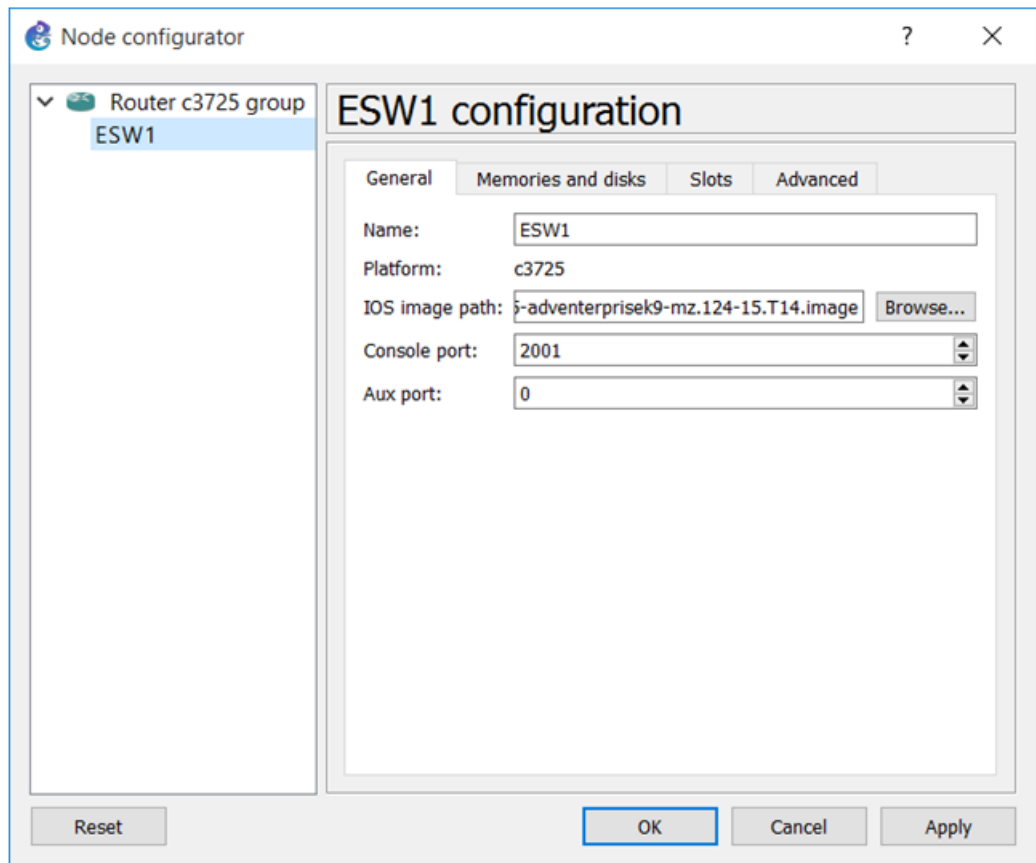 Node configurator
?
Router c3725 group
ESW1
ESW1 configuration
General Memories and disks Slots Advanced
Name: ESW1
Platform: c3725
IOS image path: -adventerprisek9-mz.124-15.T14.image Browse...
Console port: 2001
Aux port: 0
Reset OK Cancel Apply